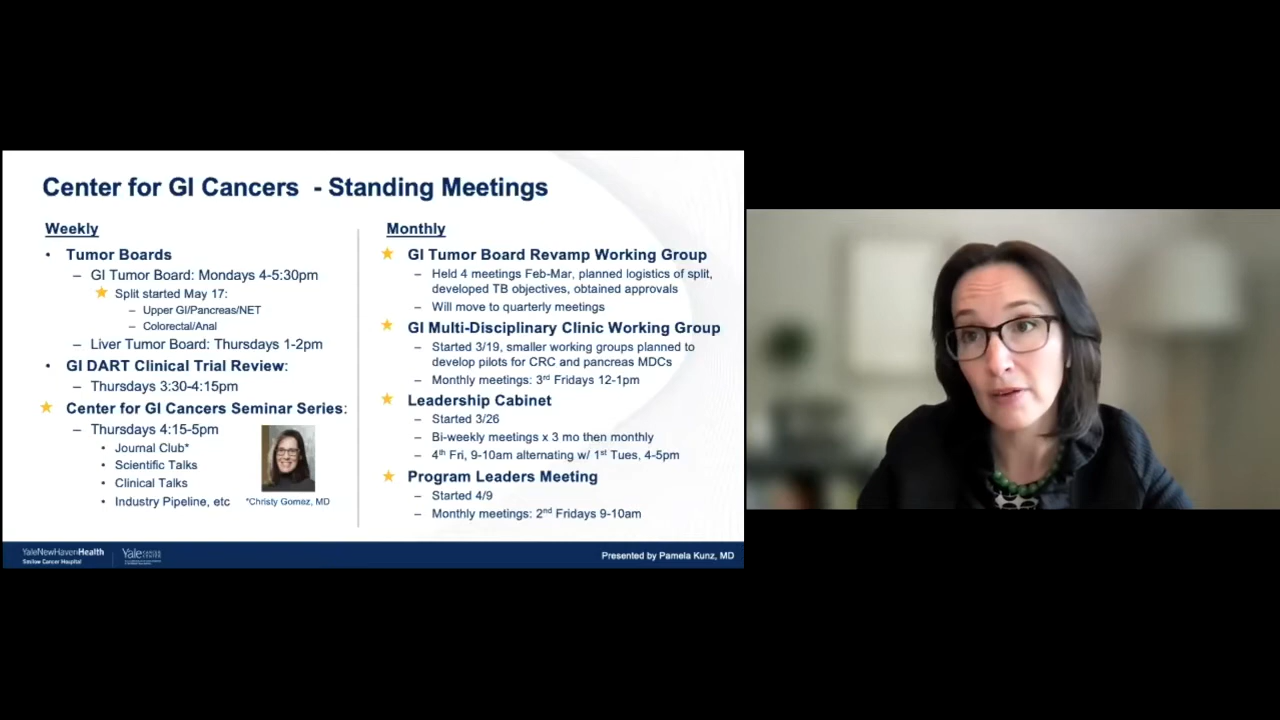 Center for GI Cancers - Standing Meetings
Weekly
• Tumor Boards
– GI Tumor Board: Mondays 4-5:30pm
Split started May 17:
– Upper GI/Pancreas/NET
– Colorectal/Anal
– Liver Tumor Board: Thursdays 1-2pm
• GI DART Clinical Trial Review:
– Thursdays 3:30-4:15pm
Center for GI Cancers Seminar Series:
– Thursdays 4:15-5pm
• Journal Club*
• Scientific Talks
• Clinical Talks
• Industry Pipeline, etc
*Christy Gomez, MD
Monthly
GI Tumor Board Revamp Working Group
– Held 4 meetings Feb-Mar, planned logistics of split,
developed TB objectives, obtained approvals
– Will move to quarterly meetings
GI Multi-Disciplinary Clinic Working Group
– Started 3/19, smaller working groups planned to
develop pilots for CRC and pancreas MDCs
– Monthly meetings: 3rd Fridays 12-1pm
Leadership Cabinet
– Started 3/26
– Bi-weekly meetings x 3 mo then monthly
– 4th Fri, 9-10am alternating w/ 1st Tues, 4-5pm
Program Leaders Meeting
– Started 4/9
– Monthly meetings: 2nd Fridays 9-10am
YaleNewHavenHealth
Smilow Cancer Hospital
Yale
Presented by Pamela Kunz, MD